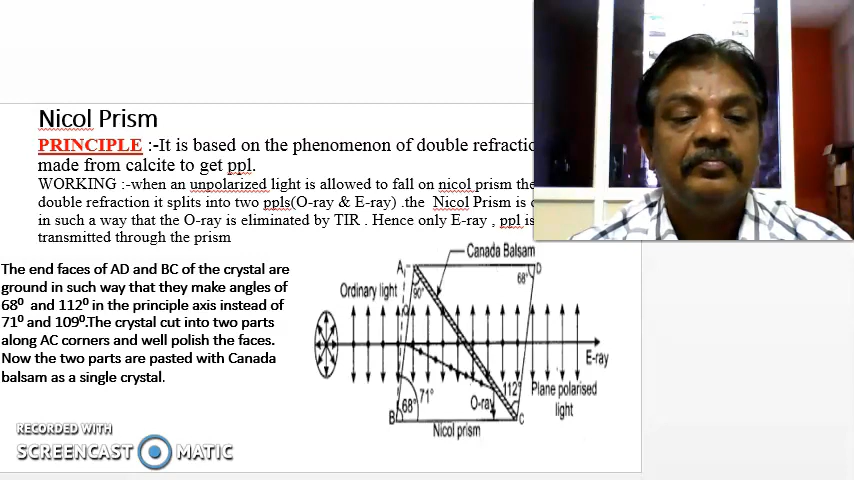 Nicol Prism
PRINCIPLE :-It is based on the phenomenon of double
made from calcite to get ppl.
WORKING :-when an unpolarized light is allowed to fall on nicol prism
double refraction it splits into two ppls(O-ray & E-ray) .the Nicol Prism is
in such a way that the O-ray is eliminated by TIR . Hence only E-ray , ppl is
transmitted through the prism
The end faces of AD and BC of the crystal are
ground in such way that they make angles of
68⁰ and 112⁰ in the principle axis instead of
71⁰ and 109⁰.The crystal cut into two parts
along AC corners and well polish the faces.
Now the two parts are pasted with Canada
balsam as a single crystal.
Canada Balsam
A
D
68°
90°
Ordinary light
E-ray
71°
112°
Plane polarised
light
68°
O-ray
B
C
Nicol prism
RECORDED WITH
SCREENCAST MATIC